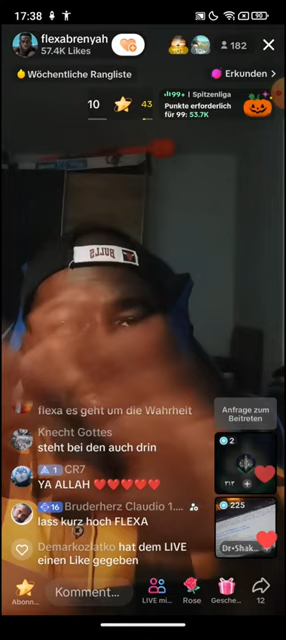 17:38
90
flexabrenyah
57.4K Likes
182
Wöchentliche Rangliste
Erkunden >
10
43
99+ | Spitzenliga
Punkte erforderlich
für 99: 53.7K
BULLS
flexa es geht um die Wahrheit
Anfrage zum
Beitreten
Knecht Gottes
steht bei den auch drin
2
1 CR7
YA ALLAH ❤❤❤❤❤
٣١٣
16 Bruderherz Claudio 1....
lass kurz hoch FLEXA
225
Dr•Shak...
Demarkozlatko hat dem LIVE
einen Like gegeben
Abonn...
Kommentar...
LIVE mi...
Rose
Gesche...
12